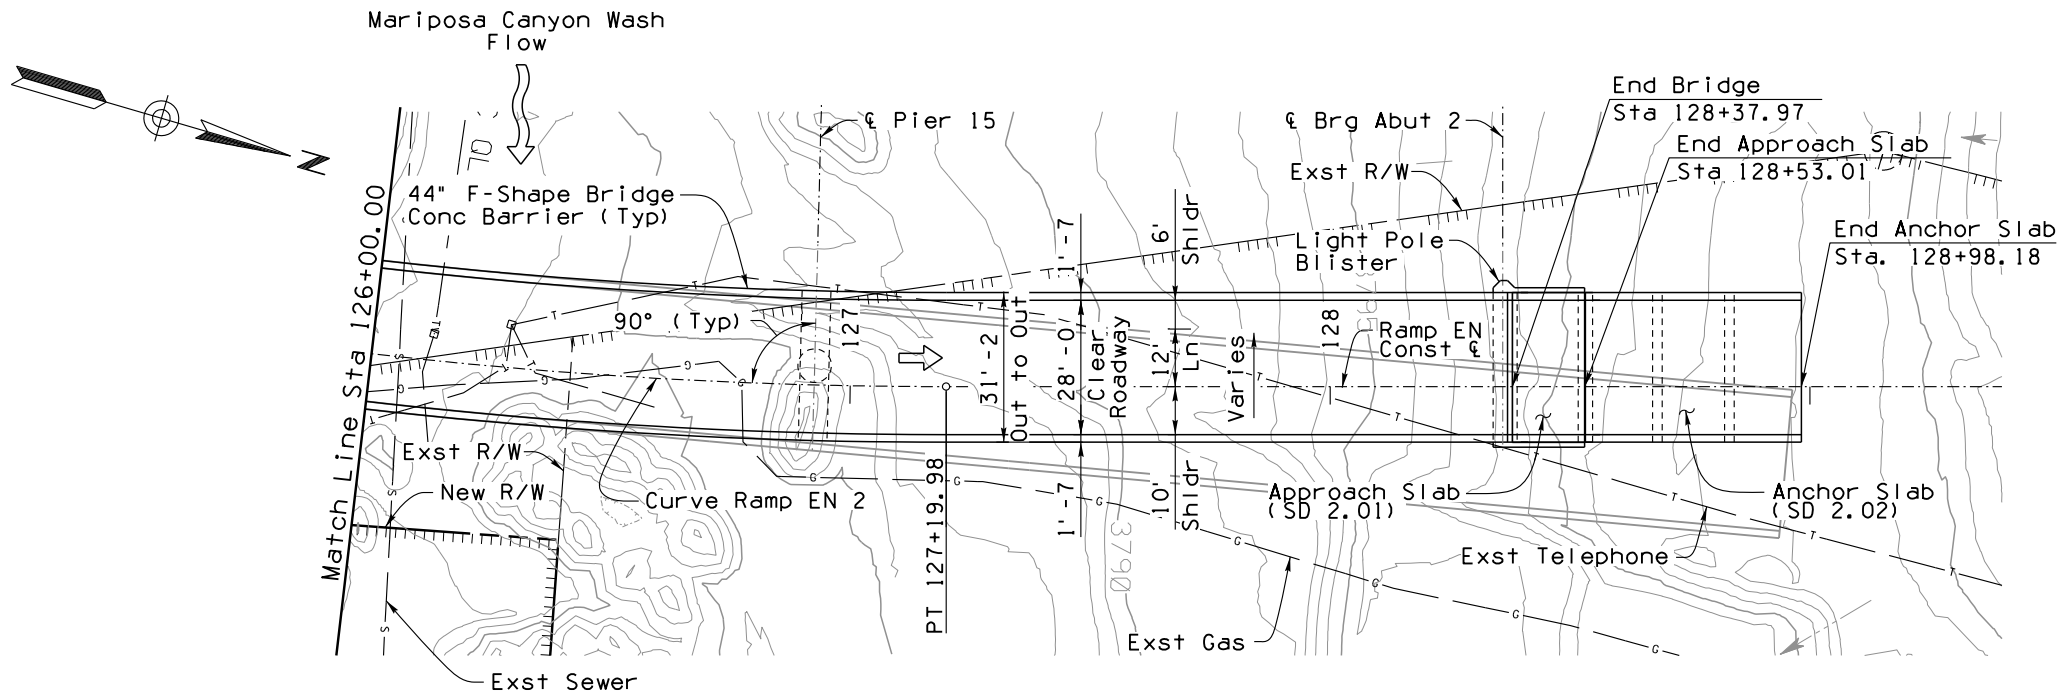 Mariposa Canyon Wash
Flow
N
44" F-Shape Bridge
Conc Barrier (Typ)
℄ Pier 15
℄ Brg Abut 2
Exst R/W
End Bridge
Sta 128+37.97
End Approach Slab
Sta 128+53.01
End Anchor Slab
Sta. 128+98.18
Light Pole
Blister
Match Line Sta 126+00.00
90° (Typ)
127
31'-2
Out to Out
1'-7
28'-0
Clear
Roadway
1'-7
6'
Shldr
12'
Ln
10'
Shldr
Varies
128
Ramp EN
Const ℄
3795
Exst R/W
New R/W
Curve Ramp EN 2
PT 127+19.98
3790
Approach Slab
(SD 2.01)
Anchor Slab
(SD 2.02)
Exst Telephone
Exst Gas
Exst Sewer